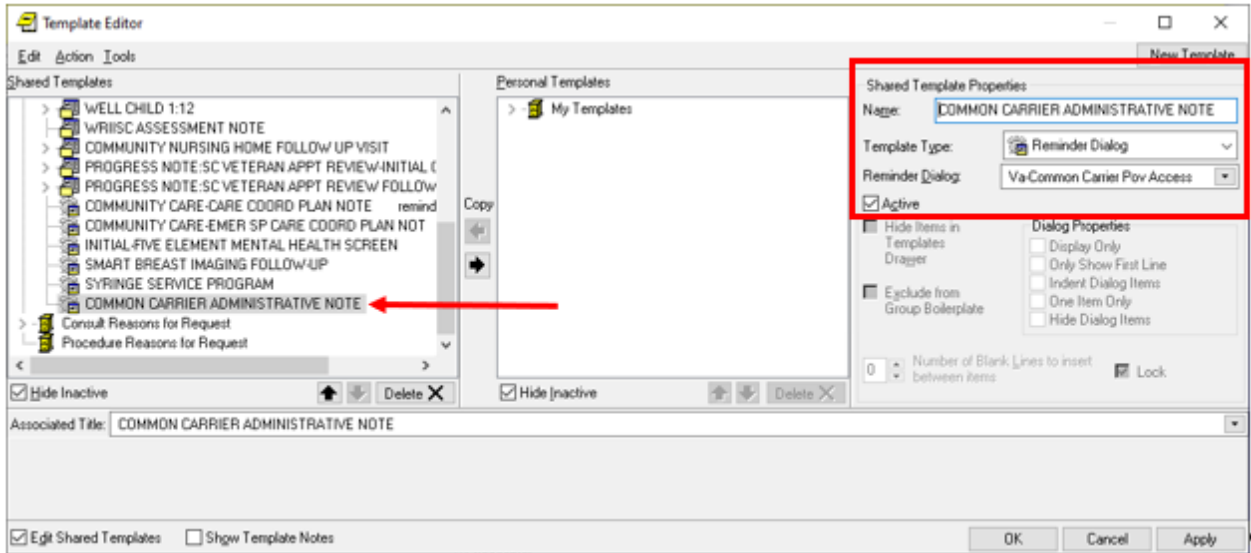 Template Editor
Edit Action Tools
New Template
Shared Templates
WELL CHILD 1:12
WRIISC ASSESSMENT NOTE
COMMUNITY NURSING HOME FOLLOW UP VISIT
PROGRESS NOTE:SC VETERAN APPT REVIEW-INITIAL (
PROGRESS NOTE:SC VETERAN APPT REVIEW FOLLOW
COMMUNITY CARE-CARE COORD PLAN NOTE remind
COMMUNITY CARE-EMER SP CARE COORD PLAN NOT
INITIAL-FIVE ELEMENT MENTAL HEALTH SCREEN
SMART BREAST IMAGING FOLLOW-UP
SYRINGE SERVICE PROGRAM
COMMON CARRIER ADMINISTRATIVE NOTE
Consult Reasons for Request
Procedure Reasons for Request
Hide Inactive
Delete
Copy
Personal Templates
My Templates
Hide Inactive
Delete
Shared Template Properties
Name: COMMON CARRIER ADMINISTRATIVE NOTE
Template Type: Reminder Dialog
Reminder Dialog: Va-Common Carrier Pov Access
Active
Hide Items in
Templates
Drawer
Exclude from
Group Boilerplate
Dialog Properties
Display Only
Only Show First Line
Indent Dialog Items
One Item Only
Hide Dialog Items
0 Number of Blank Lines to insert
between items
Lock
Associated Title: COMMON CARRIER ADMINISTRATIVE NOTE
Edit Shared Templates Show Template Notes
OK Cancel Apply